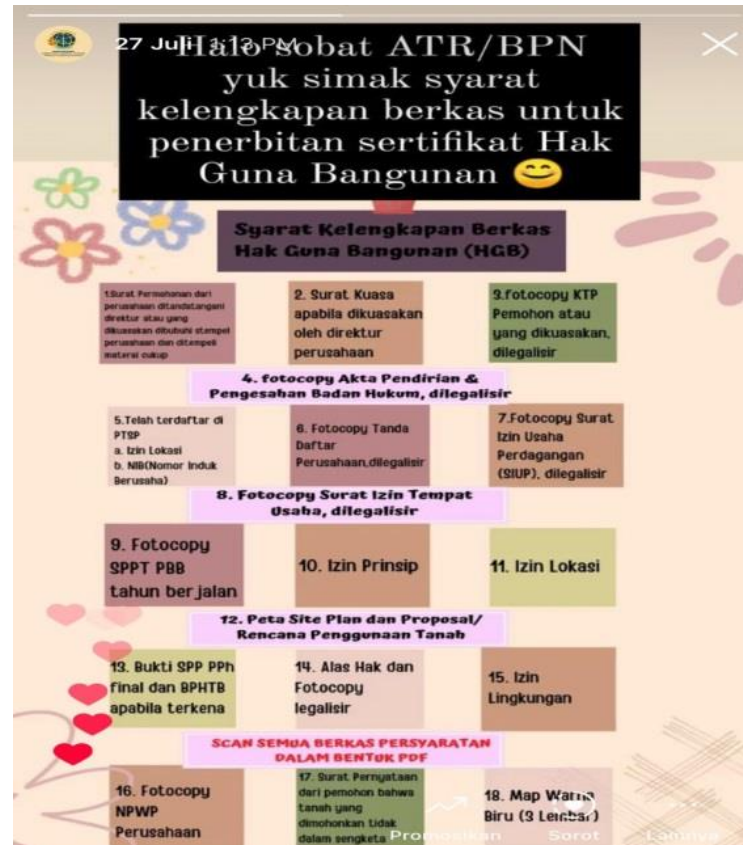 27 Juli 1:13 PM
Halo sobat ATR/BPN
yuk simak syarat
kelengkapan berkas untuk
penerbitan sertifikat Hak
Guna Bangunan 😊
Syarat Kelengkapan Berkas
Hak Guna Bangunan (HGB)
1.Surat Permohonan dari
perusahaan ditandatangani
direktur atau yang
dikuasakan dibubuhi stempel
perusahaan dan ditempeli
materai cukup
2. Surat Kuasa
apabila dikuasakan
oleh direktur
perusahaan
3.fotocopy KTP
Pemohon atau
yang dikuasakan,
dilegalisir
4. fotocopy Akta Pendirian &
Pengesahan Badan Hukum, dilegalisir
5.Telah terdaftar di
PTSP
a. Izin Lokasi
b. NIB(Nomor Induk
Berusaha)
6. Fotocopy Tanda
Daftar
Perusahaan,dilegalisir
7.Fotocopy Surat
Izin Usaha
Perdagangan
(SIUP), dilegalisir
8. Fotocopy Surat Izin Tempat
Usaha, dilegalisir
9. Fotocopy
SPPT PBB
tahun berjalan
10. Izin Prinsip
11. Izin Lokasi
12. Peta Site Plan dan Proposal/
Rencana Penggunaan Tanah
13. Bukti SPP PPh
final dan BPHTB
apabila terkena
14. Alas Hak dan
Fotocopy
legalisir
15. Izin
Lingkungan
SCAN SEMUA BERKAS PERSYARATAN
DALAM BENTUK PDF
16. Fotocopy
NPWP
Perusahaan
17. Surat Pernyataan
dari pemohon bahwa
tanah yang
dimohonkan tidak
dalam sengketa
18. Map Warna
Biru (3 Lembar)
Promosikan
Sorot
Lainnya